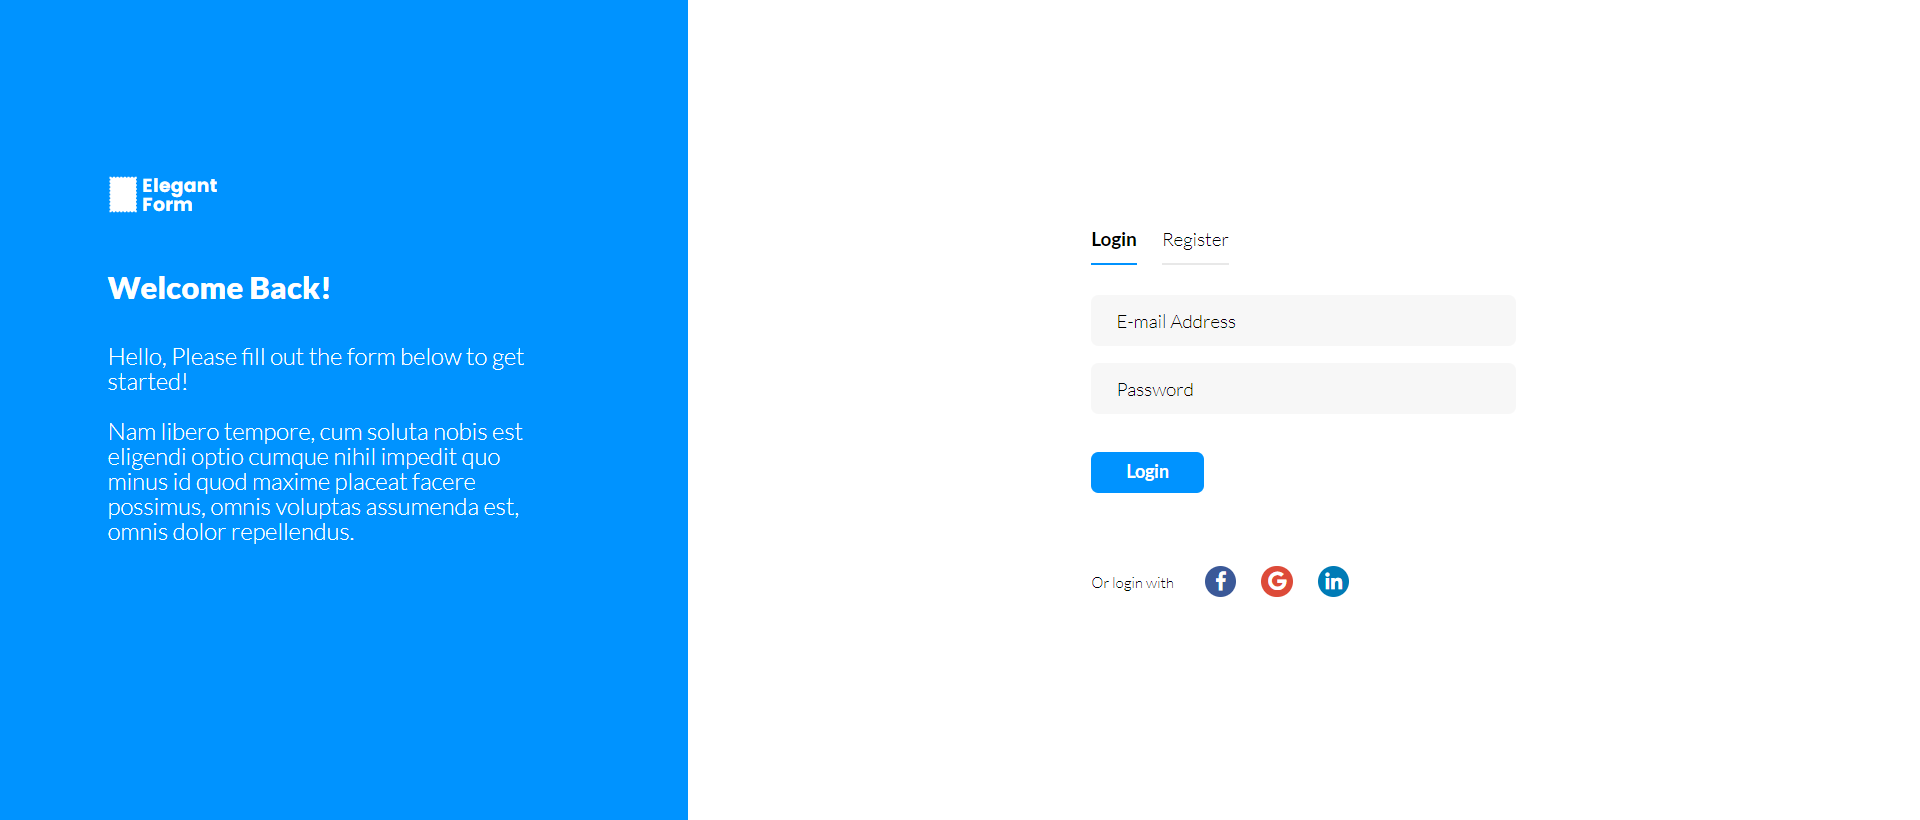 Elegant
Form
Welcome Back!
Hello, Please fill out the form below to get
started!
Nam libero tempore, cum soluta nobis est
eligendi optio cumque nihil impedit quo
minus id quod maxime placeat facere
possimus, omnis voluptas assumenda est,
omnis dolor repellendus.
Login Register
E-mail Address
Password
Login
Or login with f G in